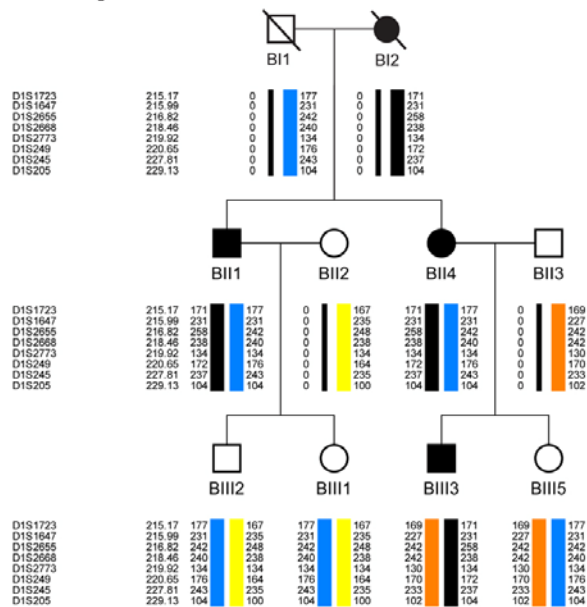 BI1 BI2
D1S1723 215.17 0 177 0 171
D1S1647 215.99 0 231 0 231
D1S2655 216.82 0 242 0 258
D1S2668 218.46 0 240 0 238
D1S2773 219.92 0 134 0 134
D1S249 220.65 0 176 0 172
D1S245 227.81 0 243 0 237
D1S205 229.13 0 104 0 104
BII1 BII2 BII4 BII3
D1S1723 215.17 171 177 0 167 171 177 0 169
D1S1647 215.99 231 231 0 235 231 231 0 227
D1S2655 216.82 258 242 0 248 258 242 0 242
D1S2668 218.46 238 240 0 238 238 240 0 242
D1S2773 219.92 134 134 0 134 134 134 0 130
D1S249 220.65 172 176 0 164 172 176 0 170
D1S245 227.81 237 243 0 235 237 243 0 233
D1S205 229.13 104 104 0 100 104 104 0 102
BIII2 BIII1 BIII3 BIII5
D1S1723 215.17 177 167 177 167 169 171 169 177
D1S1647 215.99 231 235 231 235 227 231 227 231
D1S2655 216.82 242 248 242 248 242 258 242 242
D1S2668 218.46 240 238 240 238 242 238 242 240
D1S2773 219.92 134 134 134 134 130 134 130 134
D1S249 220.65 176 164 176 164 170 172 170 176
D1S245 227.81 243 235 243 235 233 237 233 243
D1S205 229.13 104 100 104 100 102 104 102 104